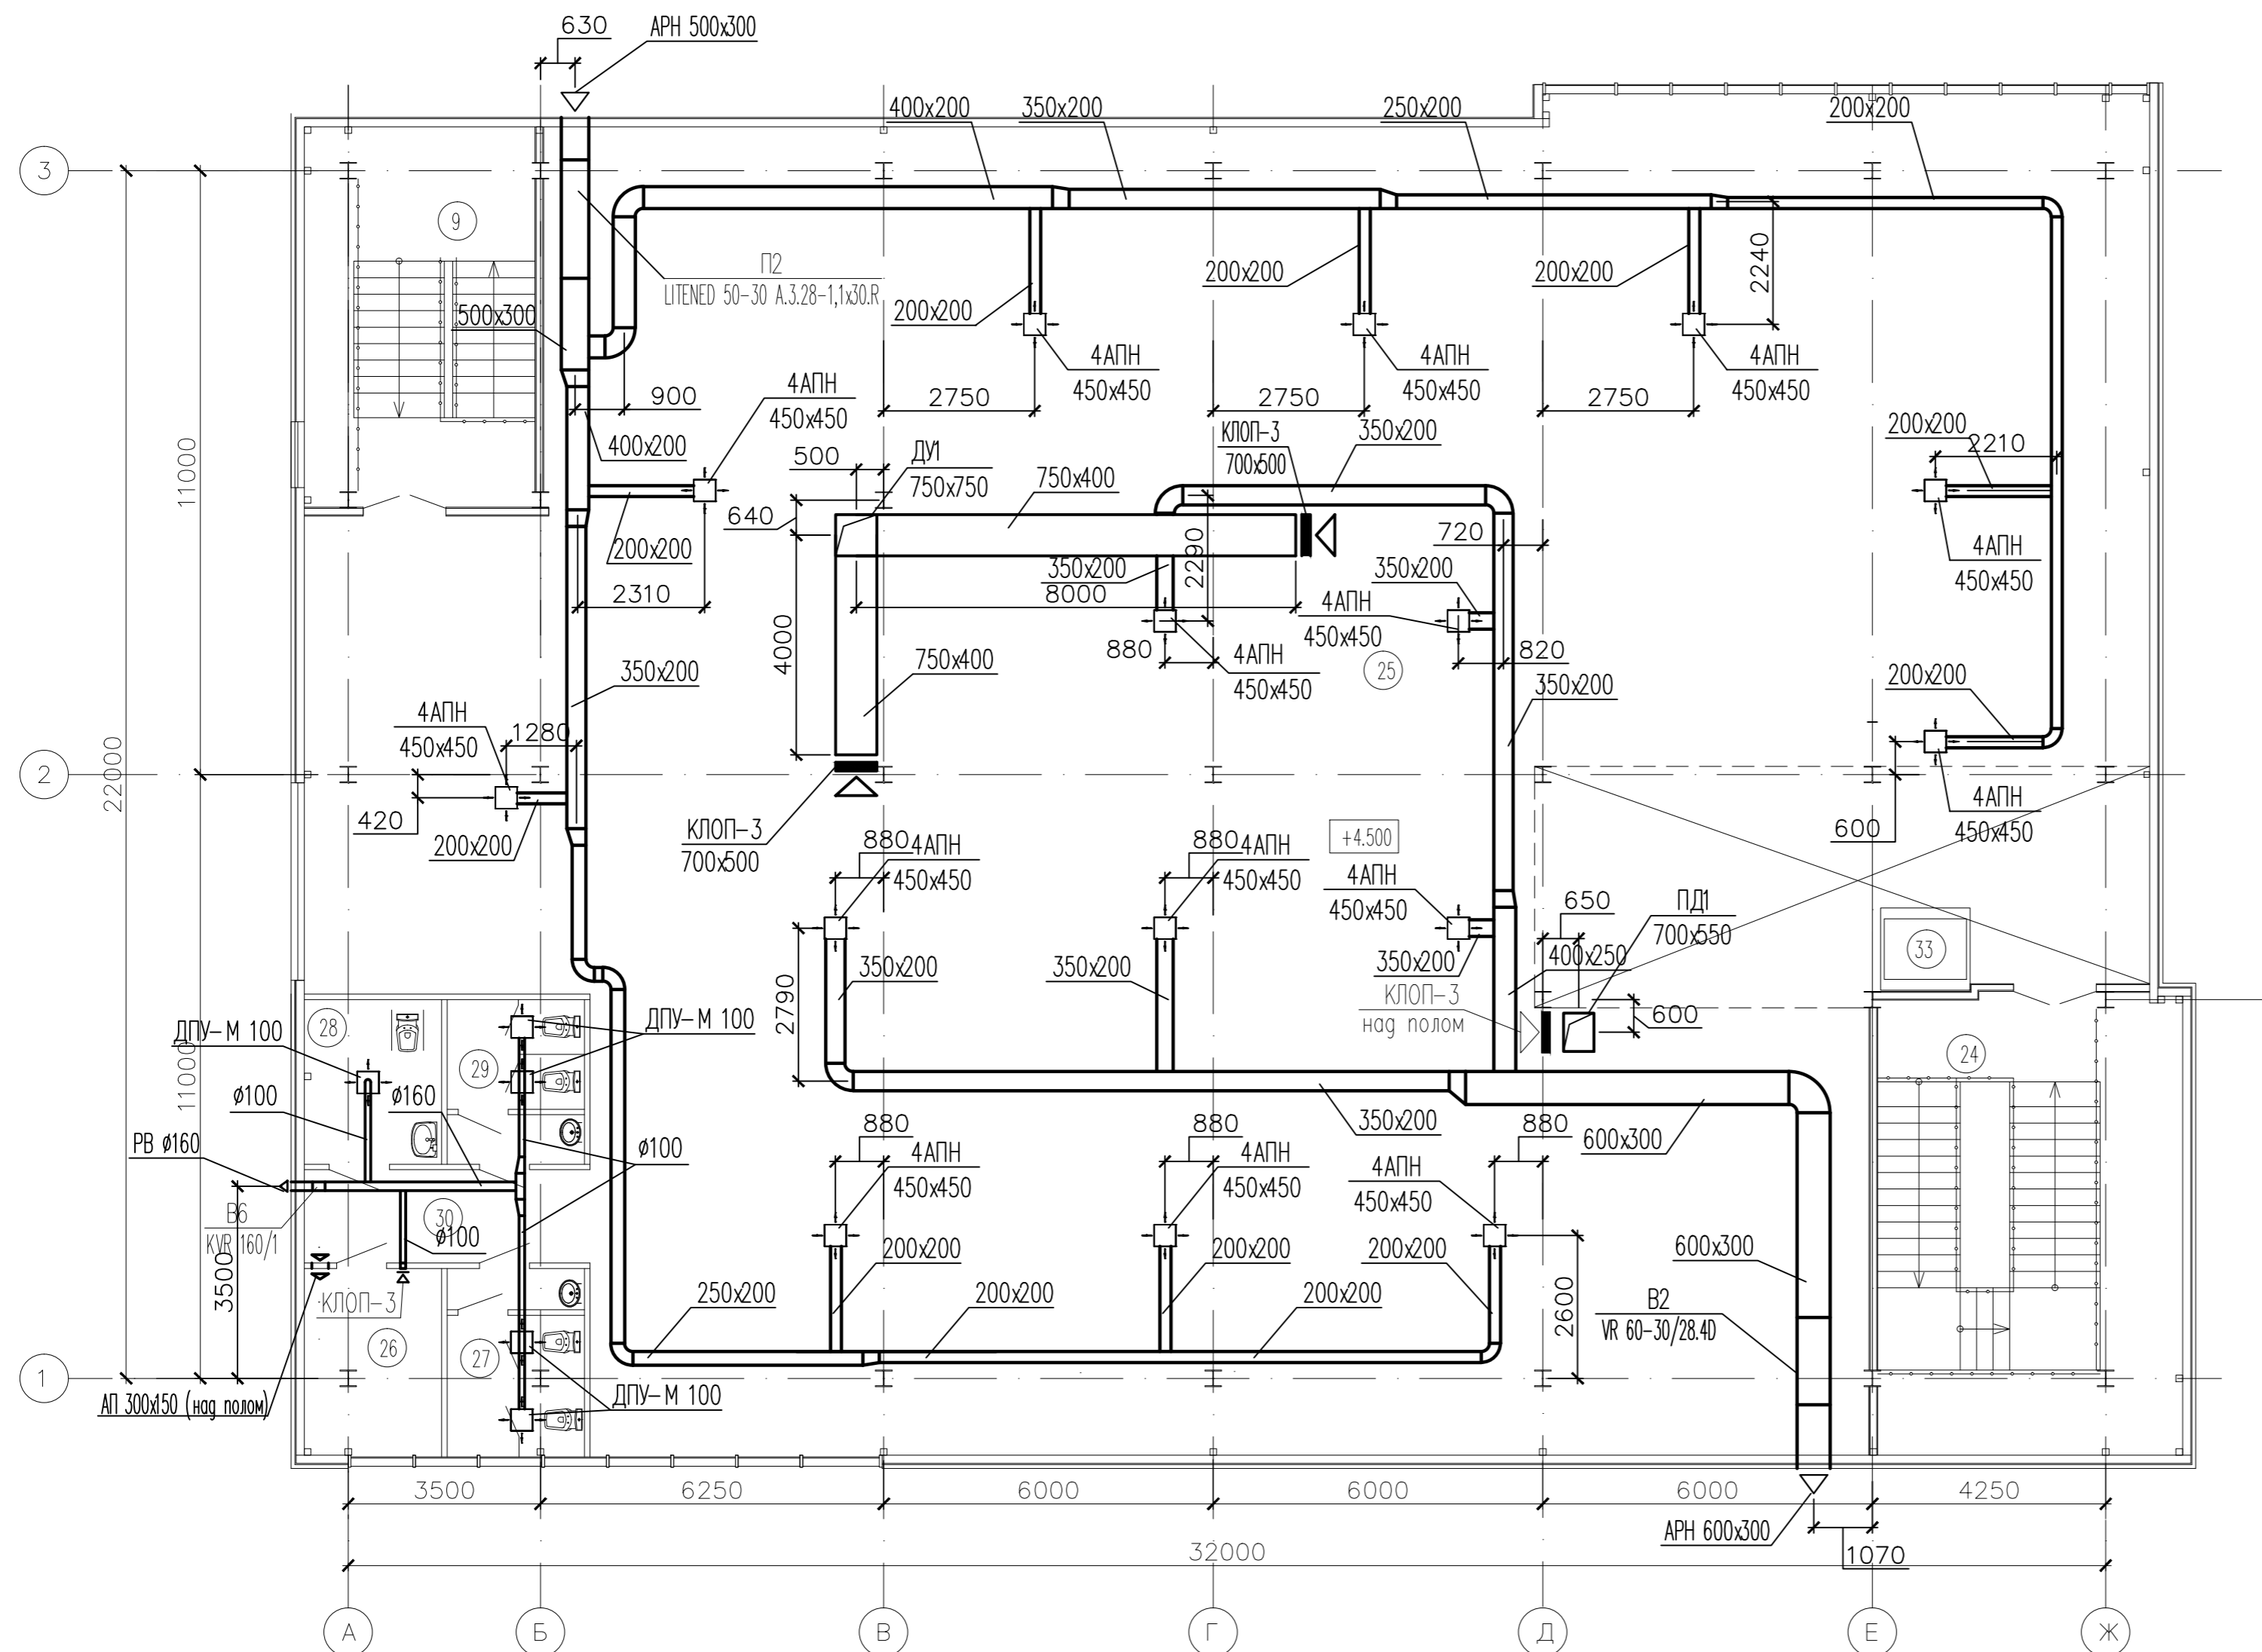 630
АРН 500х300
400х200
350х200
250х200
200х200
3
9
П2
LITENED 50-30 А.3.28-1,1х30.R
500х300
200х200
200х200
200х200
2240
4АПН
450х450
4АПН
450х450
4АПН
450х450
900
4АПН
450х450
2750
2750
2750
400х200
500
ДУ1
750х750
750х400
КЛОП-3
700х500
350х200
200х200
2210
11000
640
200х200
2310
350х200
8000
2290
720
350х200
4АПН
450х450
4АПН
450х450
4000
750х400
880
4АПН
450х450
25
820
350х200
350х200
200х200
22000
4АПН
450х450
1280
2
420
200х200
КЛОП-3
700х500
880
4АПН
450х450
880
4АПН
450х450
+4.500
4АПН
450х450
600
4АПН
450х450
650
ПД1
700х550
33
2790
350х200
350х200
350х200
400х250
КЛОП-3
над полом
600
28
ДПУ-М 100
29
ДПУ-М 100
11000
ø100
ø160
24
РВ ø160
ø100
880
4АПН
450х450
880
4АПН
450х450
350х200
880
4АПН
450х450
600х300
В6
KVR 160/1
30
ø100
3500
200х200
200х200
200х200
600х300
КЛОП-3
250х200
200х200
200х200
2600
В2
VR 60-30/28.4D
26
27
1
АП 300х150 (над полом)
ДПУ-М 100
3500
6250
6000
6000
6000
4250
АРН 600х300
1070
32000
А
Б
В
Г
Д
Е
Ж